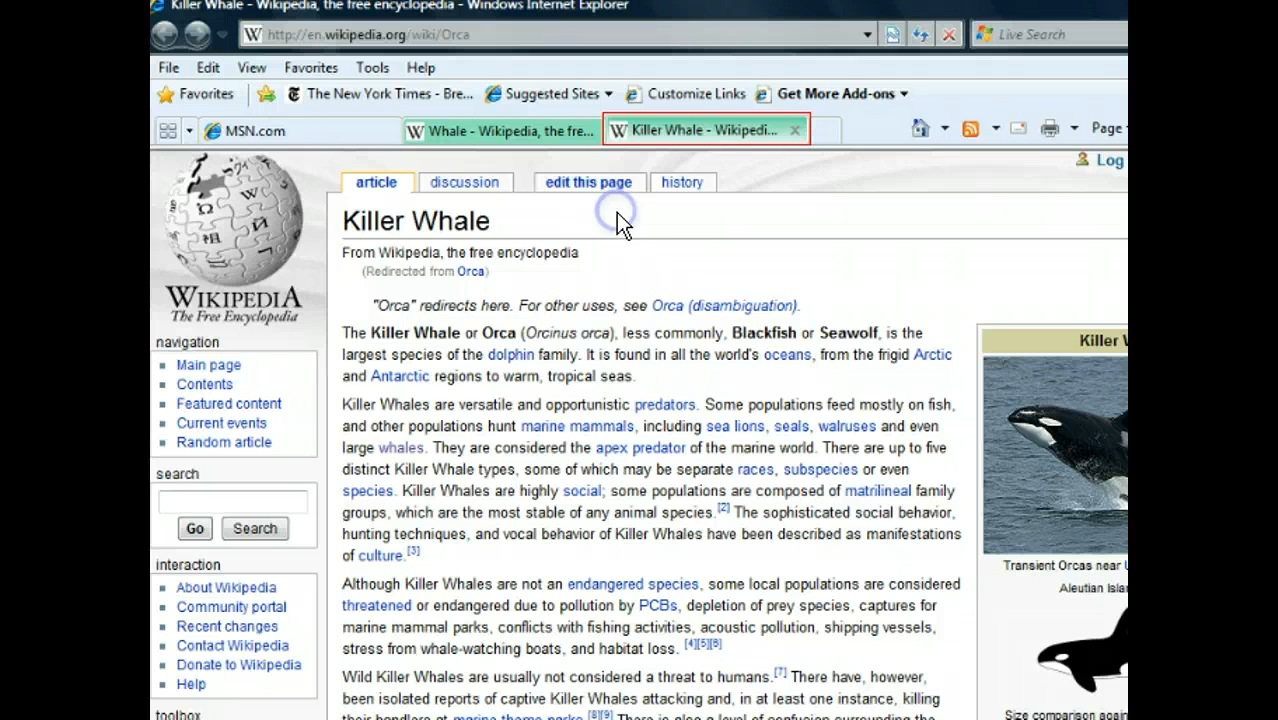 Killer Whale - Wikipedia, the free encyclopedia - Windows Internet Explorer
W http://en.wikipedia.org/wiki/Orca Live Search
File Edit View Favorites Tools Help
Favorites The New York Times - Bre... Suggested Sites Customize Links Get More Add-ons
MSN.com W Whale - Wikipedia, the fre... W Killer Whale - Wikipedi... Page
Log
article discussion edit this page history
Killer Whale
From Wikipedia, the free encyclopedia
(Redirected from Orca)
"Orca" redirects here. For other uses, see Orca (disambiguation).
The Killer Whale or Orca (Orcinus orca), less commonly, Blackfish or Seawolf, is the
largest species of the dolphin family. It is found in all the world's oceans, from the frigid Arctic
and Antarctic regions to warm, tropical seas.
Killer Whales are versatile and opportunistic predators. Some populations feed mostly on fish,
and other populations hunt marine mammals, including sea lions, seals, walruses and even
large whales. They are considered the apex predator of the marine world. There are up to five
distinct Killer Whale types, some of which may be separate races, subspecies or even
species. Killer Whales are highly social; some populations are composed of matrilineal family
groups, which are the most stable of any animal species.[2] The sophisticated social behavior,
hunting techniques, and vocal behavior of Killer Whales have been described as manifestations
of culture.[3]
Although Killer Whales are not an endangered species, some local populations are considered
threatened or endangered due to pollution by PCBs, depletion of prey species, captures for
marine mammal parks, conflicts with fishing activities, acoustic pollution, shipping vessels,
stress from whale-watching boats, and habitat loss. [4][5][6]
Wild Killer Whales are usually not considered a threat to humans.[7] There have, however,
been isolated reports of captive Killer Whales attacking and, in at least one instance, killing
their handlers at marine theme parks.[8][9] There is also a level of confusion surrounding the
WIKIPEDIA
The Free Encyclopedia
navigation
Main page
Contents
Featured content
Current events
Random article
search
Go Search
interaction
About Wikipedia
Community portal
Recent changes
Contact Wikipedia
Donate to Wikipedia
Help
toolbox
Killer
Transient Orcas near
Aleutian
Size comparison